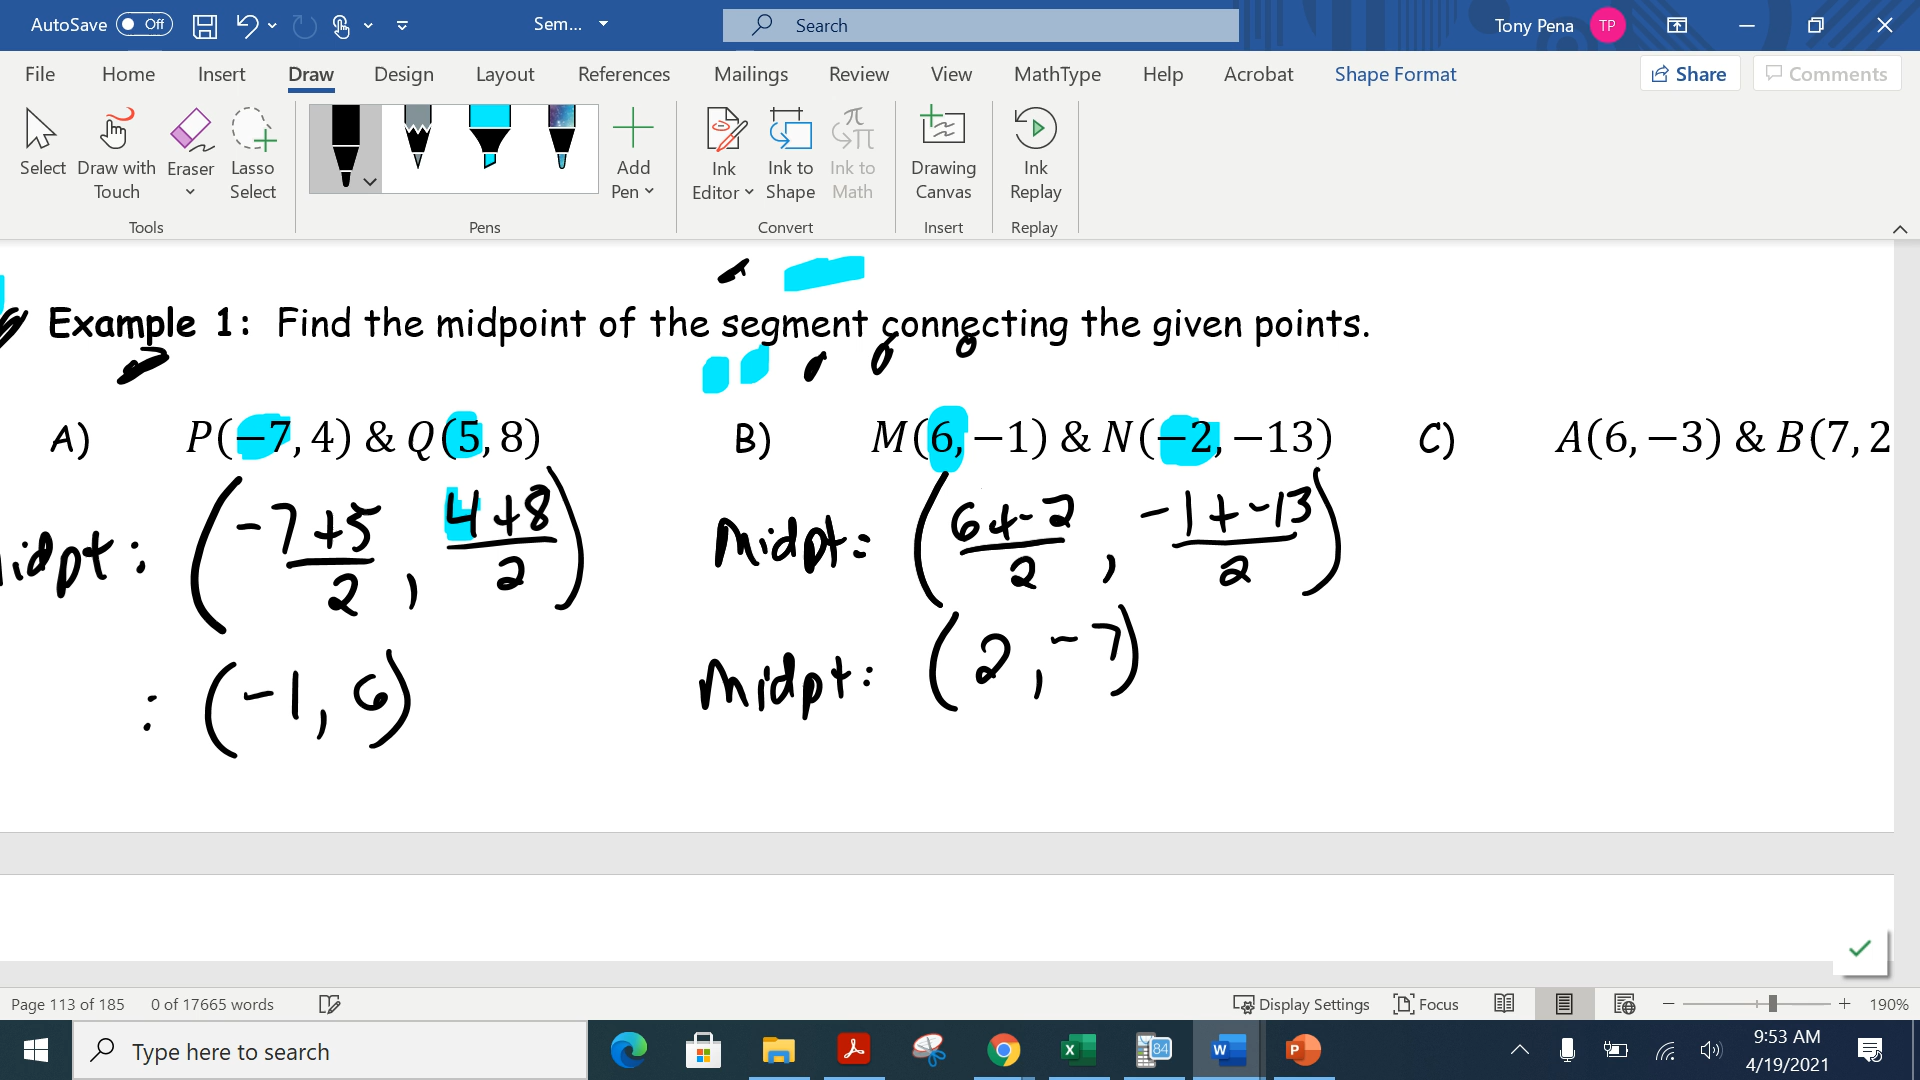 AutoSave Off Sem... Search Tony Pena TP
File Home Insert Draw Design Layout References Mailings Review View MathType Help Acrobat Shape Format Share Comments
Select Draw with Touch Eraser Lasso Select Add Pen Ink Editor Ink to Shape Ink to Math Drawing Canvas Ink Replay
Tools Pens Convert Insert Replay
Example 1: Find the midpoint of the segment connecting the given points.
A) P(−7, 4) & Q(5, 8) B) M(6, −1) & N(−2, −13) C) A(6, −3) & B(7, 2
idpt : (-7+5/2, 4+8/2) Midpt = (6+-2/2, -1+-13/2)
: (-1, 6) Midpt: (2, -7)
Page 113 of 185 0 of 17665 words Display Settings Focus 190%
Type here to search 84 9:53 AM
4/19/2021